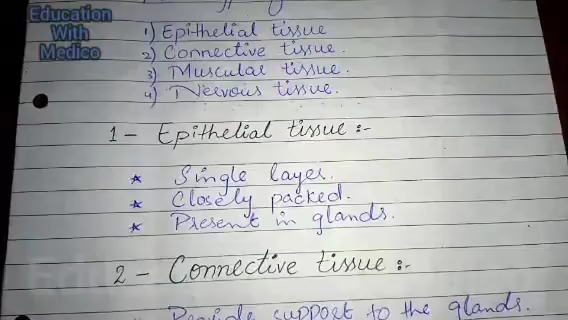 Education
With
Medico
1) Epithelial tissue
2) Connective tissue.
3) Muscular tissue.
4) Nervous tissue.
1 - Epithelial tissue :-
* Single layer.
* Closely packed.
* Present in glands.
2 - Connective tissue :-
Provide support to the glands.